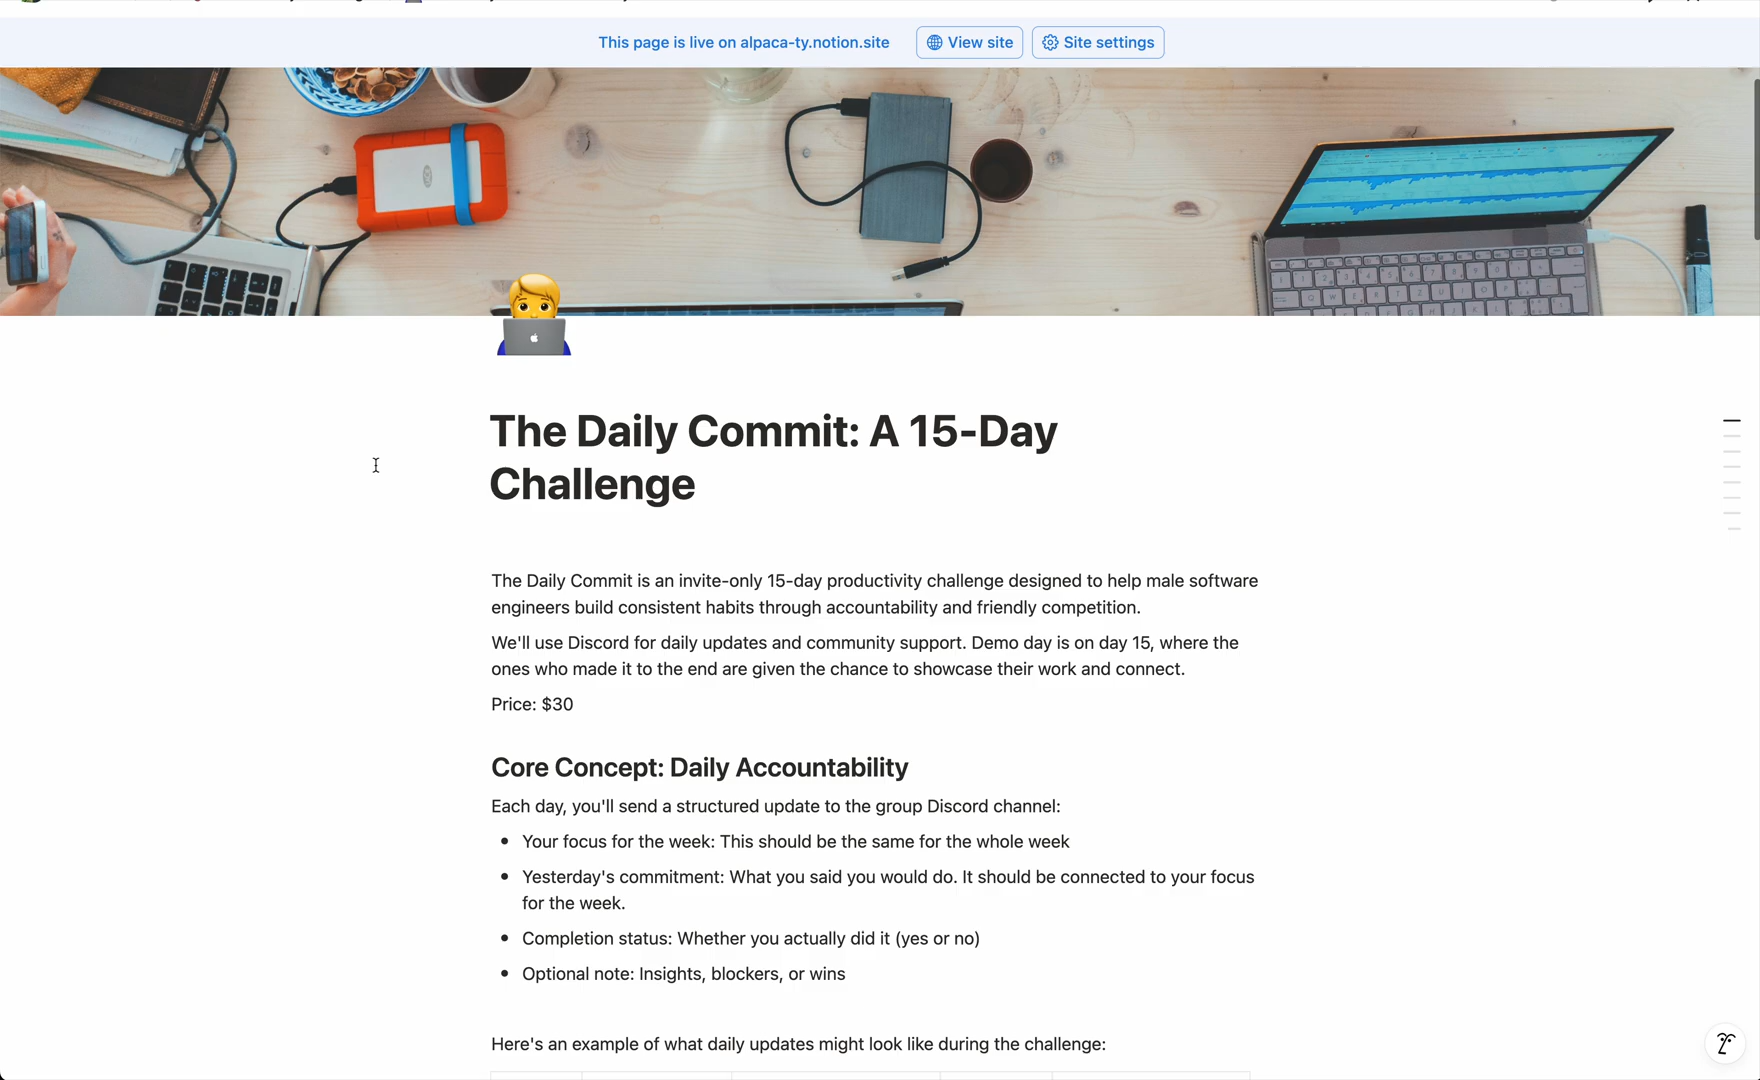 This page is live on alpaca-ty.notion.site
View site
Site settings
The Daily Commit: A 15-Day
Challenge
The Daily Commit is an invite-only 15-day productivity challenge designed to help male software
engineers build consistent habits through accountability and friendly competition.
We'll use Discord for daily updates and community support. Demo day is on day 15, where the
ones who made it to the end are given the chance to showcase their work and connect.
Price: $30
Core Concept: Daily Accountability
Each day, you'll send a structured update to the group Discord channel:
• Your focus for the week: This should be the same for the whole week
• Yesterday's commitment: What you said you would do. It should be connected to your focus
for the week.
• Completion status: Whether you actually did it (yes or no)
• Optional note: Insights, blockers, or wins
Here's an example of what daily updates might look like during the challenge: